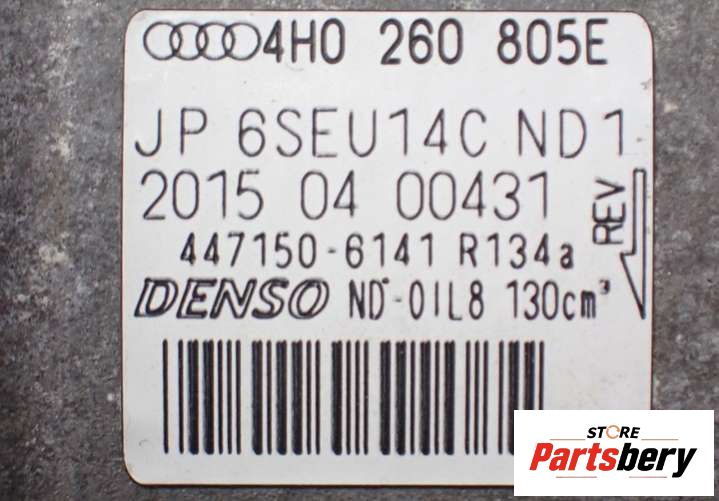 4H0 260 805E
JP 6SEU14C ND1
2015 04 00431
447150-6141 R134a
REV
DENSO ND-OIL8 130cm³
STORE
Partsbery